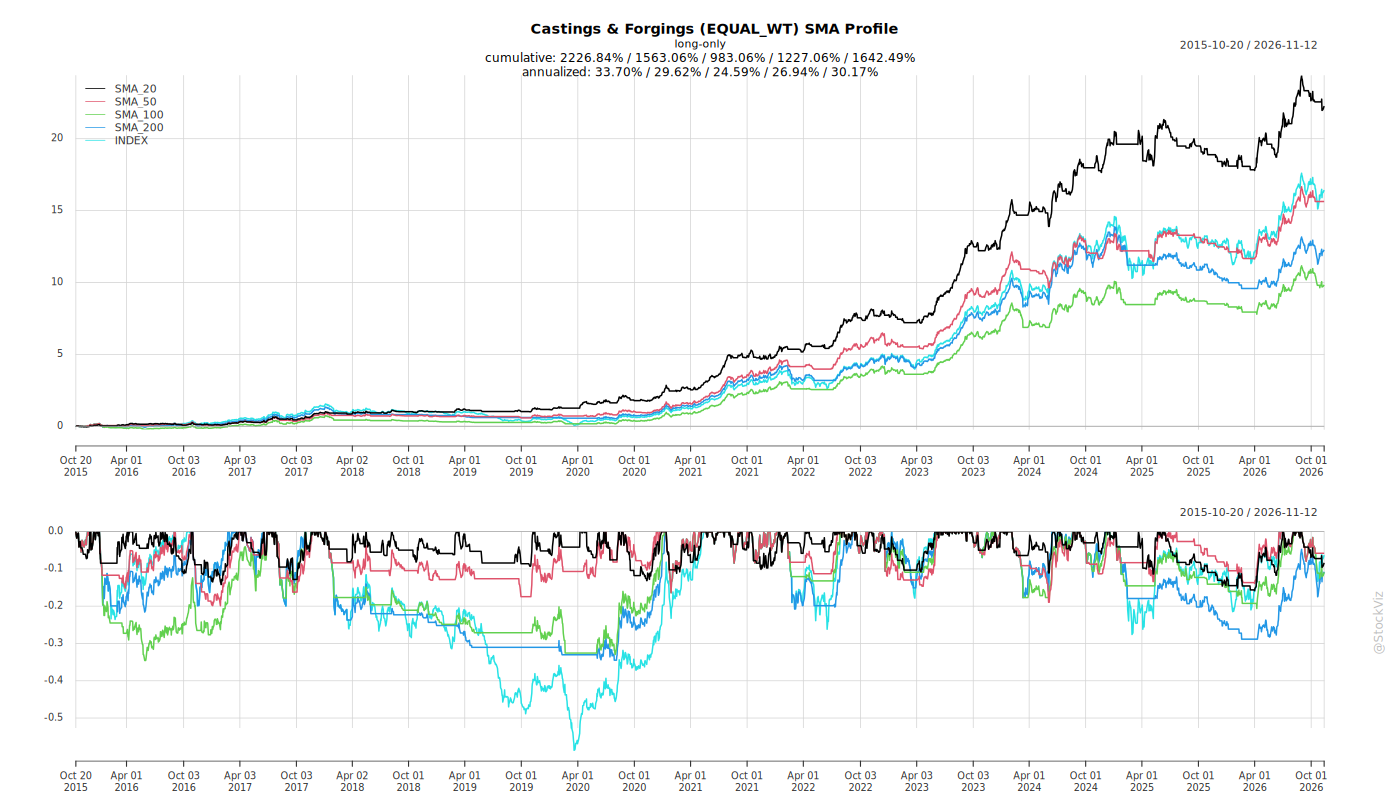 Castings & Forgings (EQUAL_WT) SMA Profile
long-only
cumulative: 2226.84% / 1563.06% / 983.06% / 1227.06% / 1642.49%
annualized: 33.70% / 29.62% / 24.59% / 26.94% / 30.17%
2015-10-20 / 2026-11-12
SMA_20
SMA_50
SMA_100
SMA_200
INDEX
20
15
10
5
0
Oct 20 Apr 01 Oct 03 Apr 03 Oct 03 Apr 02 Oct 01 Apr 01 Oct 01 Apr 01 Oct 01 Apr 01 Oct 01 Apr 01 Oct 03 Apr 03 Oct 03 Apr 01 Oct 01 Apr 01 Oct 01 Apr 01 Oct 01
2015 2016 2016 2017 2017 2018 2018 2019 2019 2020 2020 2021 2021 2022 2022 2023 2023 2024 2024 2025 2025 2026 2026
2015-10-20 / 2026-11-12
0.0
-0.1
-0.2
-0.3
-0.4
-0.5
Oct 20 Apr 01 Oct 03 Apr 03 Oct 03 Apr 02 Oct 01 Apr 01 Oct 01 Apr 01 Oct 01 Apr 01 Oct 01 Apr 01 Oct 03 Apr 03 Oct 03 Apr 01 Oct 01 Apr 01 Oct 01 Apr 01 Oct 01
2015 2016 2016 2017 2017 2018 2018 2019 2019 2020 2020 2021 2021 2022 2022 2023 2023 2024 2024 2025 2025 2026 2026
@StockViz